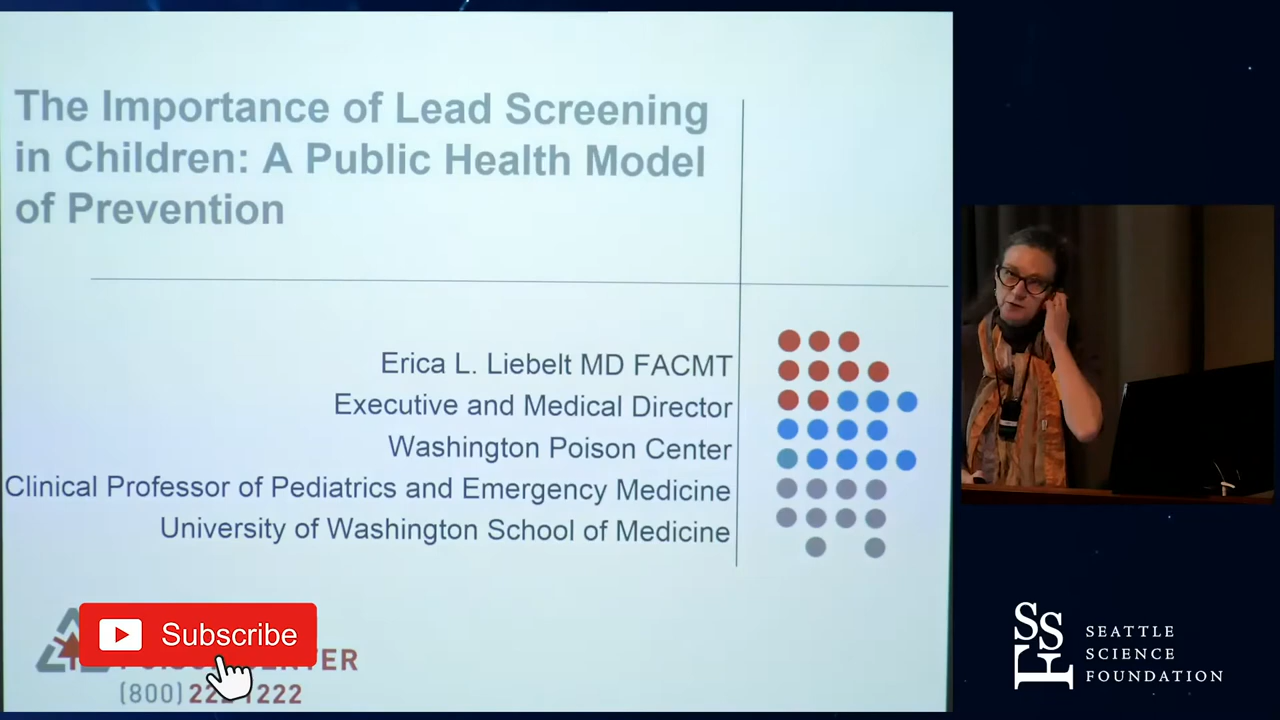 The Importance of Lead Screening
in Children: A Public Health Model
of Prevention
Erica L. Liebelt MD FACMT
Executive and Medical Director
Washington Poison Center
Clinical Professor of Pediatrics and Emergency Medicine
University of Washington School of Medicine
Subscribe
(800)
SSF
SEATTLE
SCIENCE
FOUNDATION